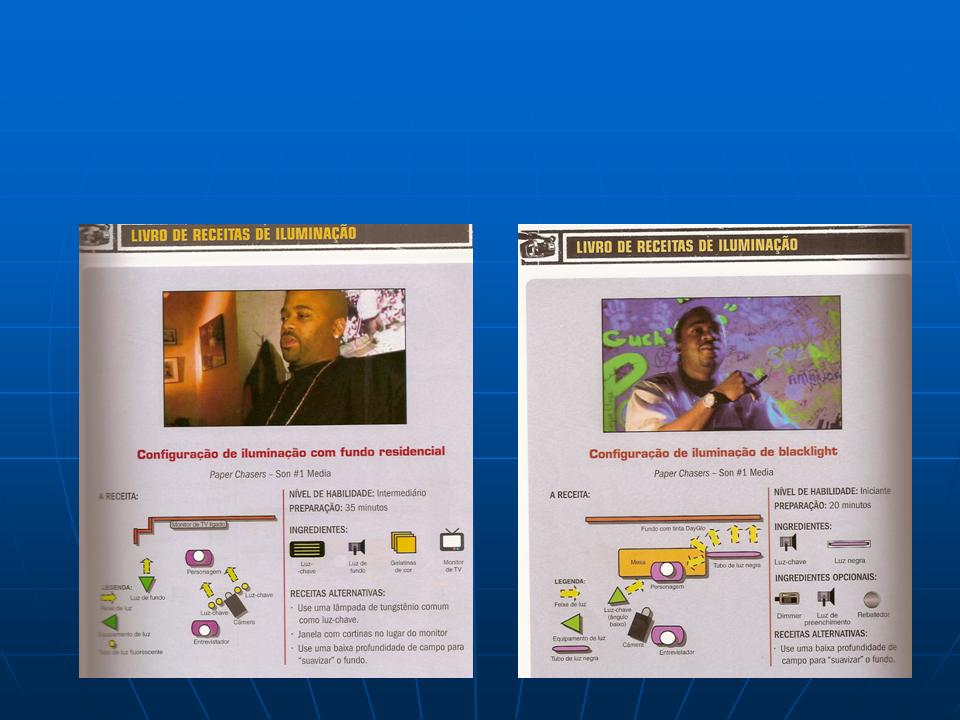 LIVRO DE RECEITAS DE ILUMINAÇÃO
Configuração de iluminação com fundo residencial
Paper Chasers – Son #1 Media
A RECEITA:
Monitor de TV ligado
Personagem
LEGENDA:
Luz de fundo
Feixe de luz
Luz-chave
Luz-chave
Câmera
Equipamento de luz
Entrevistador
Tubo de luz fluorescente
NÍVEL DE HABILIDADE: Intermediário
PREPARAÇÃO: 35 minutos
INGREDIENTES:
Luz-
-chave
Luz de
fundo
Gelatinas
de cor
Monitor
de TV
RECEITAS ALTERNATIVAS:
· Use uma lâmpada de tungstênio comum
como luz-chave.
· Janela com cortinas no lugar do monitor
· Use uma baixa profundidade de campo para
“suavizar” o fundo.
LIVRO DE RECEITAS DE ILUMINAÇÃO
Guch
Configuração de iluminação de blacklight
Paper Chasers – Son #1 Media
A RECEITA:
Fundo com tinta DayGlo
Mesa
Tubo de luz negra
Personagem
LEGENDA:
Feixe de luz
Luz-chave
(ângulo
baixo)
Equipamento de luz
Câmera
Entrevistador
Tubo de luz negra
NÍVEL DE HABILIDADE: Iniciante
PREPARAÇÃO: 20 minutos
INGREDIENTES:
Luz-chave
Luz negra
INGREDIENTES OPCIONAIS:
Dimmer
Luz de
preenchimento
Rebatedor
RECEITAS ALTERNATIVAS:
· Use uma baixa profundidade de
campo para “suavizar” o fundo.